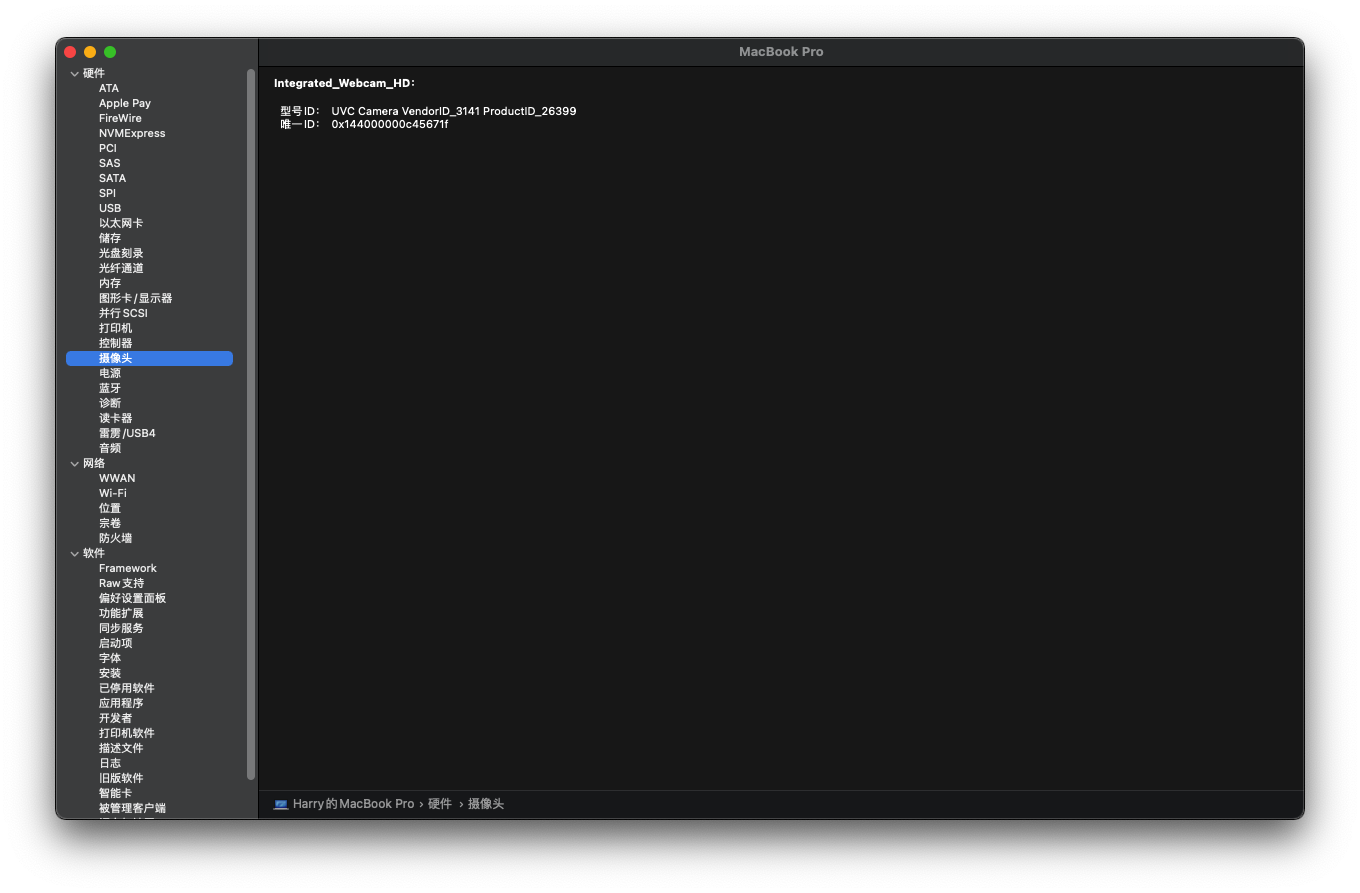 MacBook Pro
硬件
ATA
Apple Pay
FireWire
NVMExpress
PCI
SAS
SATA
SPI
USB
以太网卡
储存
光盘刻录
光纤通道
内存
图形卡/显示器
并行SCSI
打印机
控制器
摄像头
电源
蓝牙
诊断
读卡器
雷雳/USB4
音频
网络
WWAN
Wi-Fi
位置
宗卷
防火墙
软件
Framework
Raw支持
偏好设置面板
功能扩展
同步服务
启动项
字体
安装
已停用软件
应用程序
开发者
打印机软件
描述文件
日志
旧版软件
智能卡
被管理客户端
Integrated_Webcam_HD：
型号ID： UVC Camera VendorID_3141 ProductID_26399
唯一ID： 0x144000000c45671f
Harry的MacBook Pro › 硬件 › 摄像头